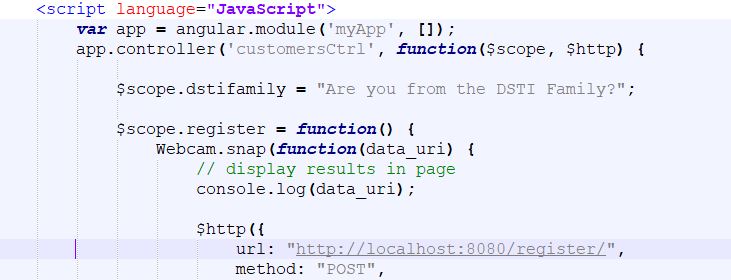 <script language="JavaScript">
var app = angular.module('myApp', []);
app.controller('customersCtrl', function($scope, $http) {
$scope.dstifamily = "Are you from the DSTI Family?";
$scope.register = function() {
Webcam.snap(function(data_uri) {
// display results in page
console.log(data_uri);
$http({
url: "http://localhost:8080/register/",
method: "POST",